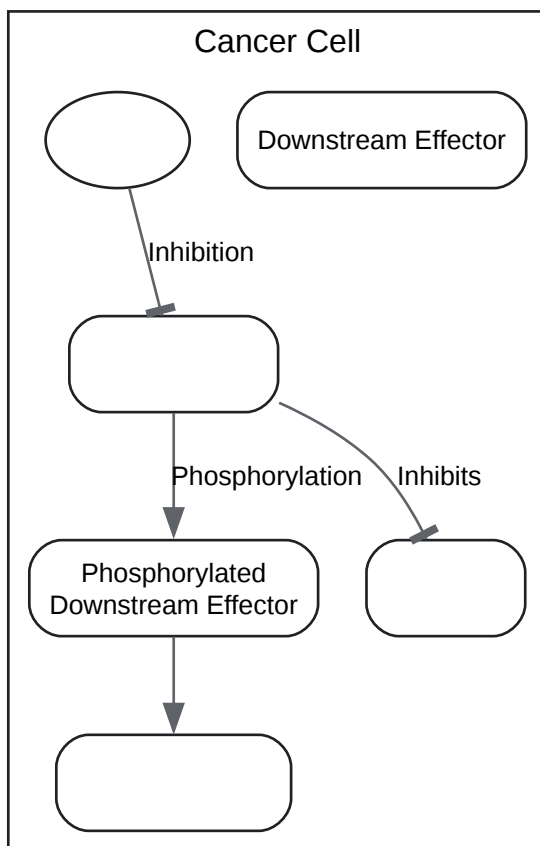 Cancer Cell
Downstream Effector
Inhibition
Phosphorylation
Inhibits
Phosphorylated
Downstream Effector